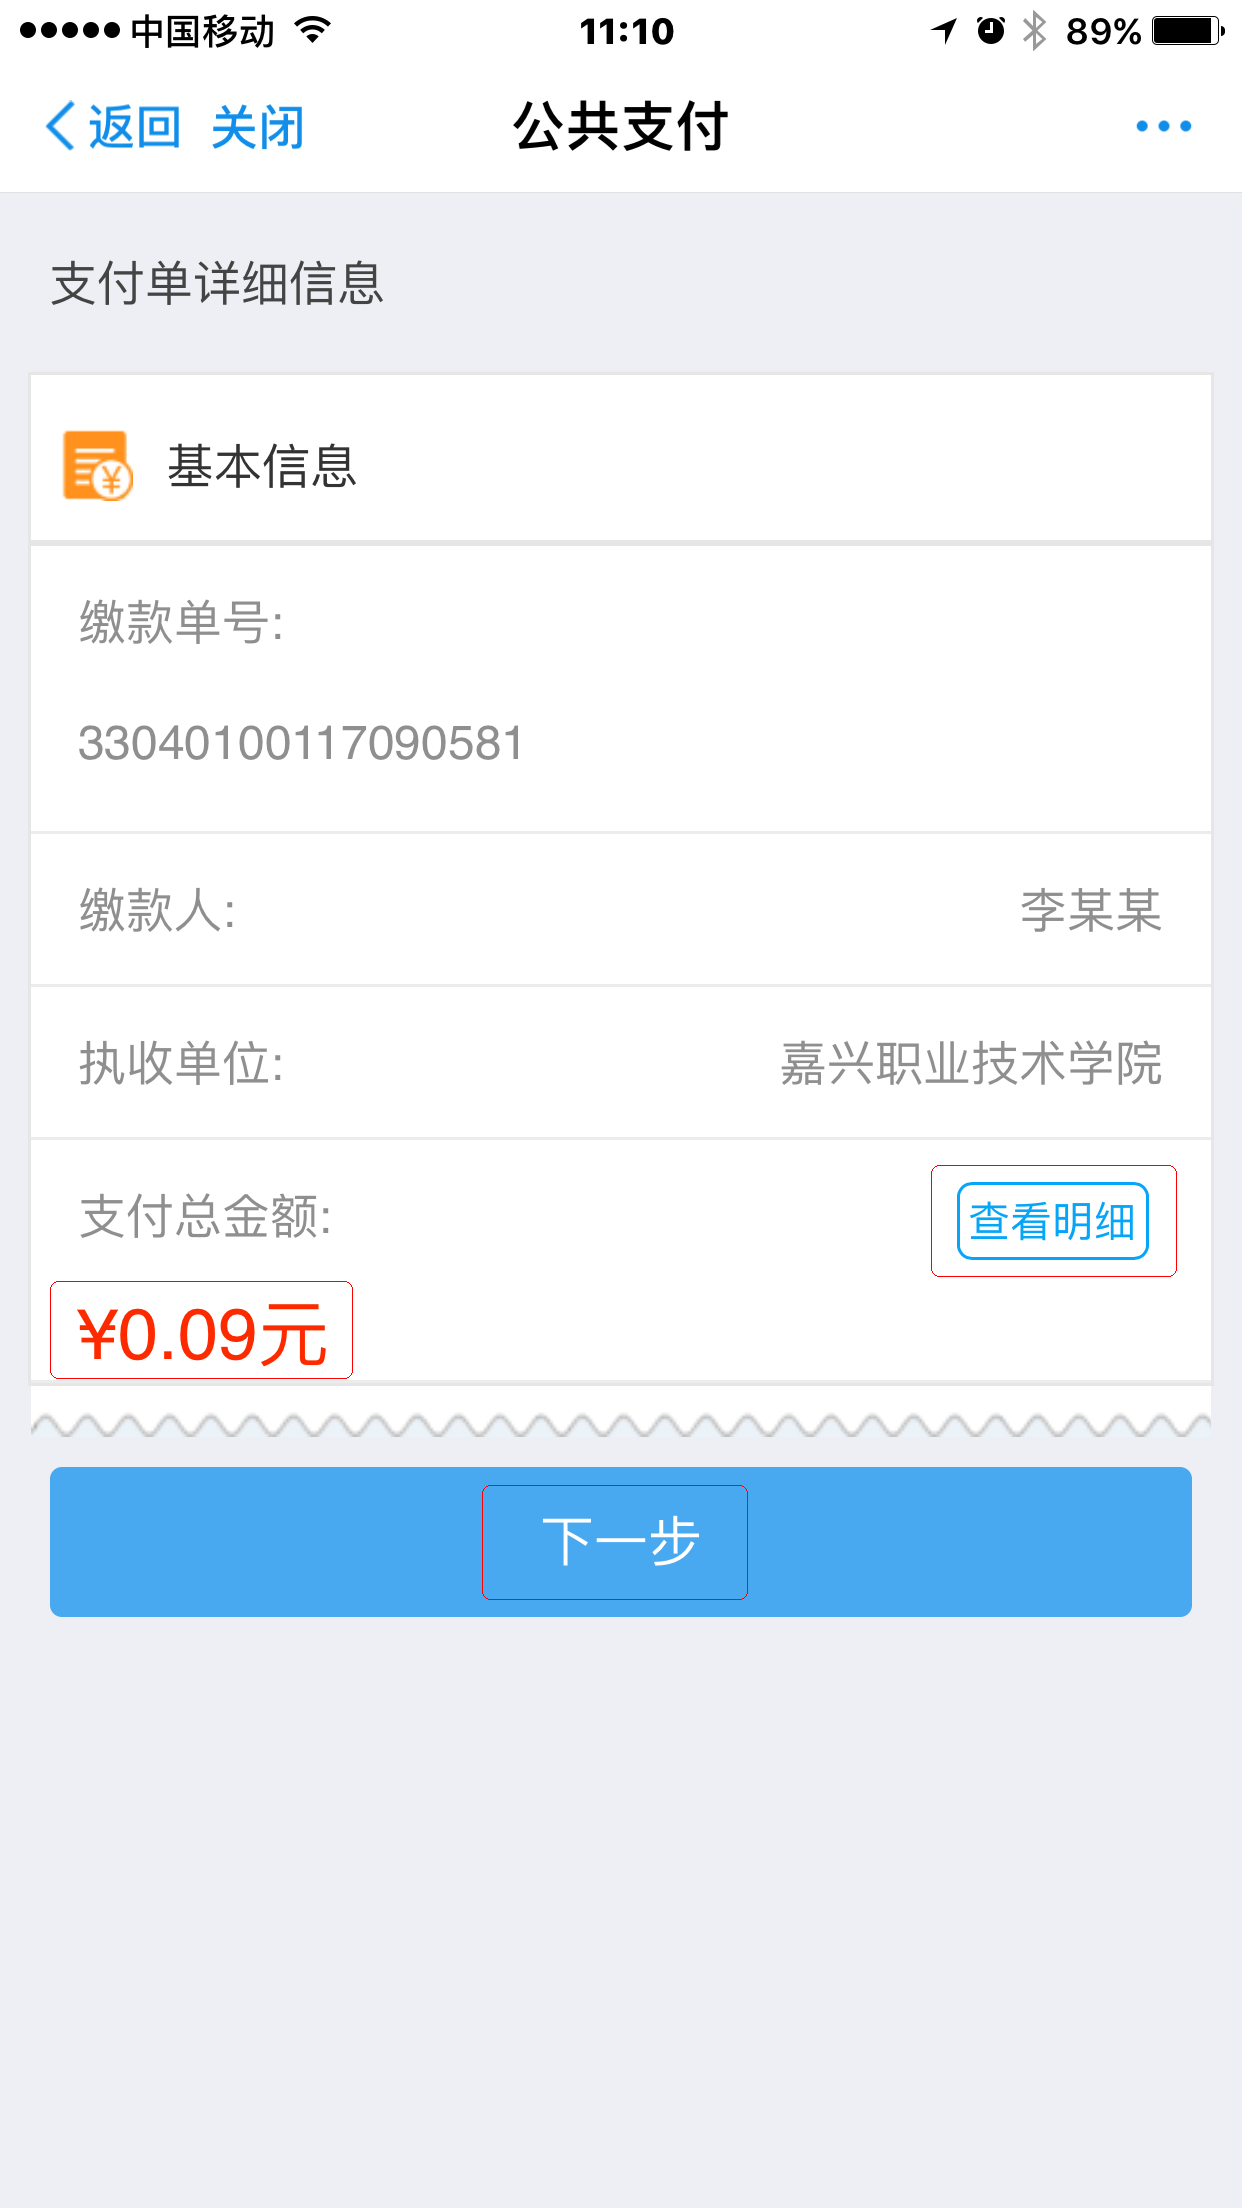 中国移动 11:10 89%
返回 关闭 公共支付
支付单详细信息
基本信息
缴款单号:
33040100117090581
缴款人: 李某某
执收单位: 嘉兴职业技术学院
支付总金额: 查看明细
¥0.09元
下一步